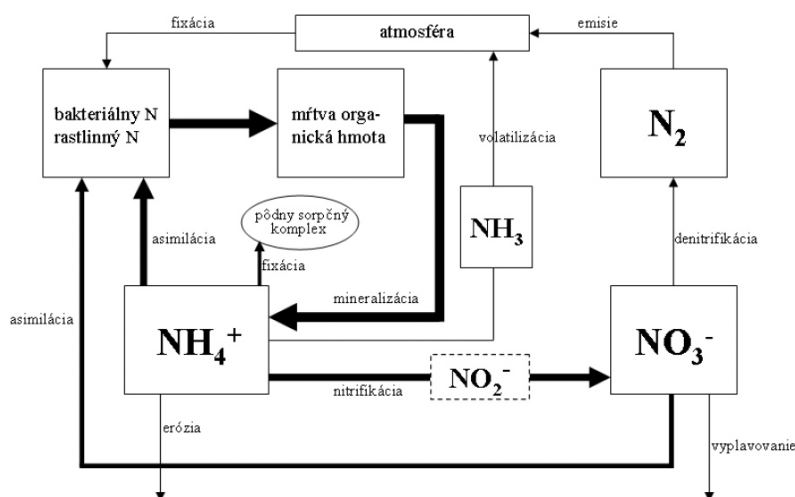 fixácia
atmosféra
emisie
bakteriálny N
rastlinný N
mŕtva orga-
nická hmota
N₂
volatilizácia
pôdny sorpčný
komplex
NH₃
asimilácia
denitrifikácia
fixácia
mineralizácia
asimilácia
NH₄⁺
NO₃⁻
NO₂⁻
nitrifikácia
erózia
vyplavovanie